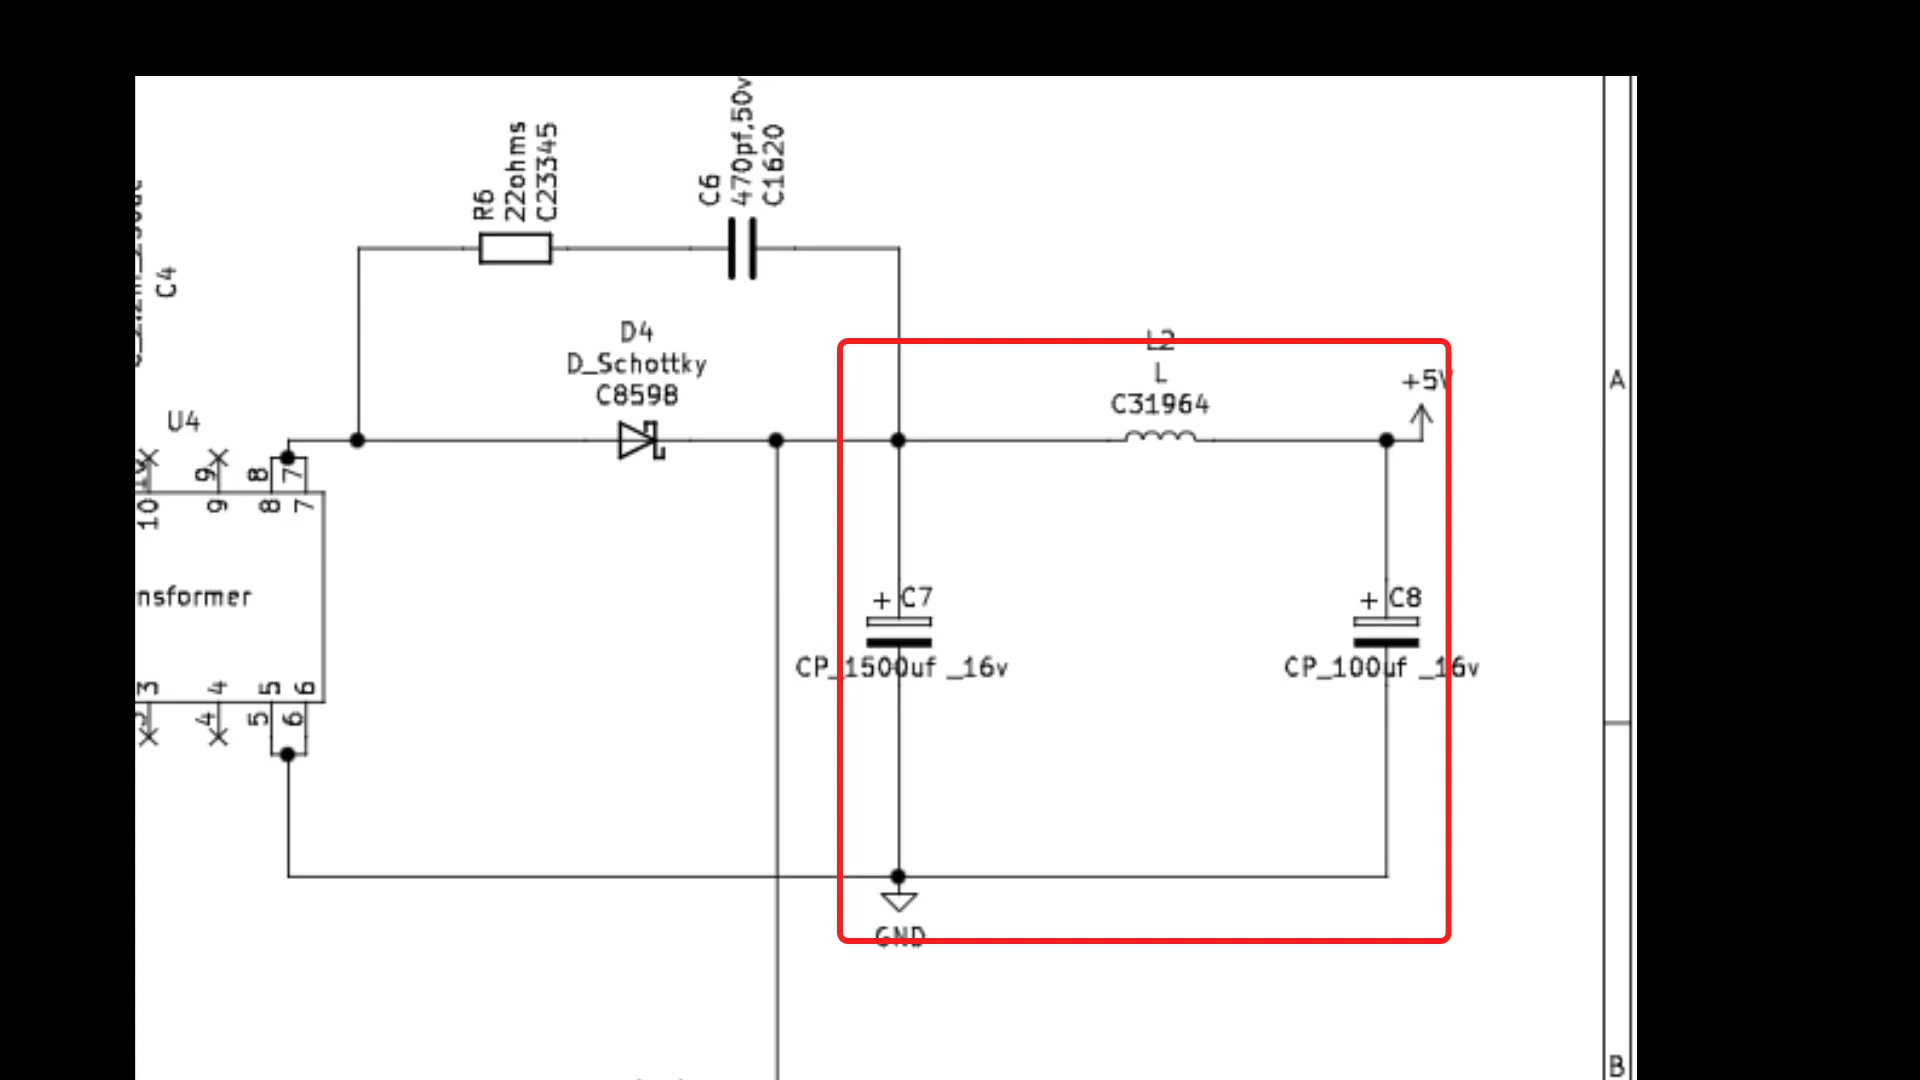 R6
22ohms
C23345
C6
470pf,50v
C1620
C4
D4
D_Schottky
C8598
L2
L
C31964
+5V
A
U4
9
8
7
10
9
8
7
nsformer
+ C7
CP_1500uf _16v
+ C8
CP_100uf _16v
3
4
5
6
4
5
6
GND
B